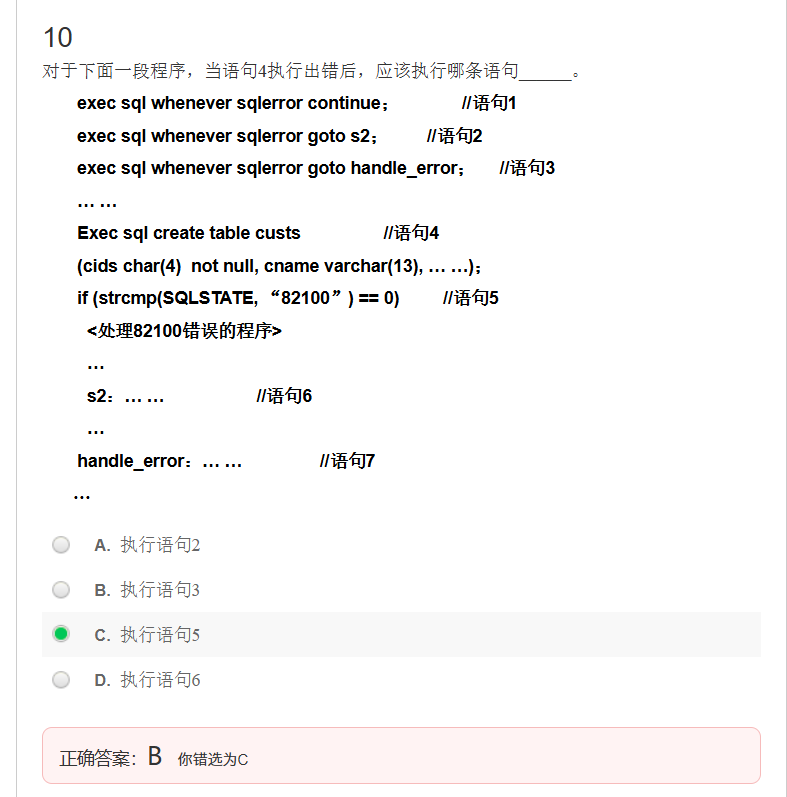 10
对于下面一段程序，当语句4执行出错后，应该执行哪条语句______。
exec sql whenever sqlerror continue； //语句1
exec sql whenever sqlerror goto s2； //语句2
exec sql whenever sqlerror goto handle_error； //语句3
… …
Exec sql create table custs //语句4
(cids char(4) not null, cname varchar(13), … …)；
if (strcmp(SQLSTATE, “82100”) == 0) //语句5
<处理82100错误的程序>
…
s2：… … //语句6
…
handle_error：… … //语句7
…
A. 执行语句2
B. 执行语句3
C. 执行语句5
D. 执行语句6
正确答案：B 你错选为C